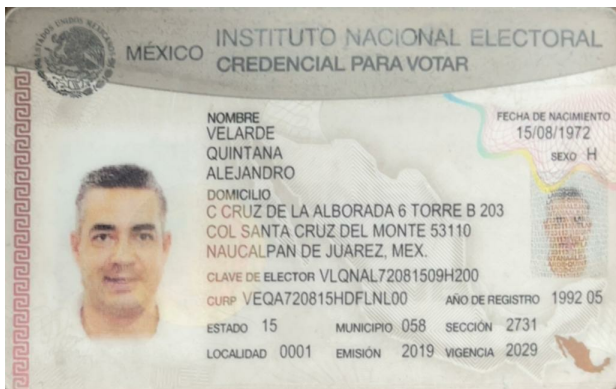 ESTADOS UNIDOS MEXICANOS
MÉXICO INSTITUTO NACIONAL ELECTORAL
CREDENCIAL PARA VOTAR
NOMBRE
VELARDE
QUINTANA
ALEJANDRO
FECHA DE NACIMIENTO
15/08/1972
SEXO H
DOMICILIO
C CRUZ DE LA ALBORADA 6 TORRE B 203
COL SANTA CRUZ DEL MONTE 53110
NAUCALPAN DE JUAREZ, MEX.
CLAVE DE ELECTOR VLQNAL72081509H200
CURP VEQA720815HDFLNL00 AÑO DE REGISTRO 1992 05
ESTADO 15 MUNICIPIO 058 SECCIÓN 2731
LOCALIDAD 0001 EMISIÓN 2019 VIGENCIA 2029